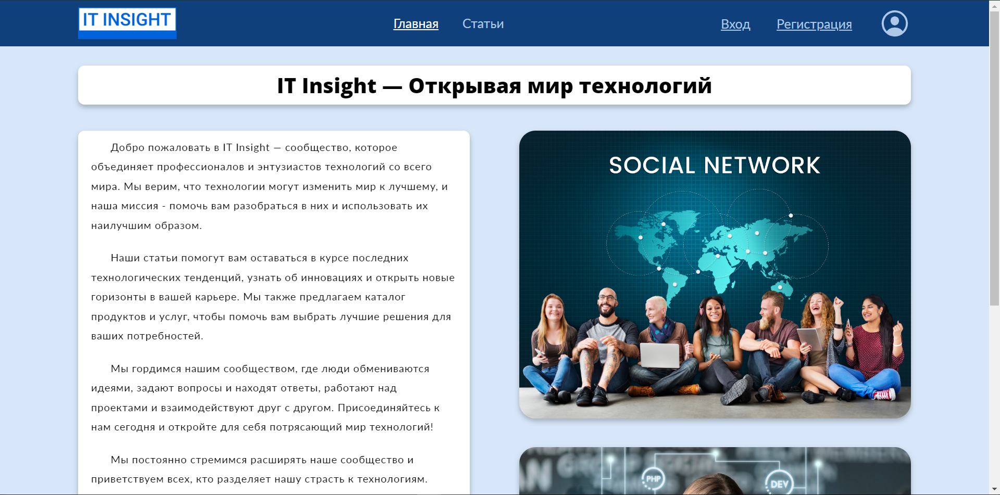 IT INSIGHT
Главная
Статьи
Вход
Регистрация
IT Insight — Открывая мир технологий
Добро пожаловать в IT Insight — сообщество, которое
объединяет профессионалов и энтузиастов технологий со всего
мира. Мы верим, что технологии могут изменить мир к лучшему, и
наша миссия - помочь вам разобраться в них и использовать их
наилучшим образом.
Наши статьи помогут вам оставаться в курсе последних
технологических тенденций, узнать об инновациях и открыть новые
горизонты в вашей карьере. Мы также предлагаем каталог
продуктов и услуг, чтобы помочь вам выбрать лучшие решения для
ваших потребностей.
Мы гордимся нашим сообществом, где люди обмениваются
идеями, задают вопросы и находят ответы, работают над
проектами и взаимодействуют друг с другом. Присоединяйтесь к
нам сегодня и откройте для себя потрясающий мир технологий!
Мы постоянно стремимся расширять наше сообщество и
приветствуем всех, кто разделяет нашу страсть к технологиям.
SOCIAL NETWORK
PHP
DEV